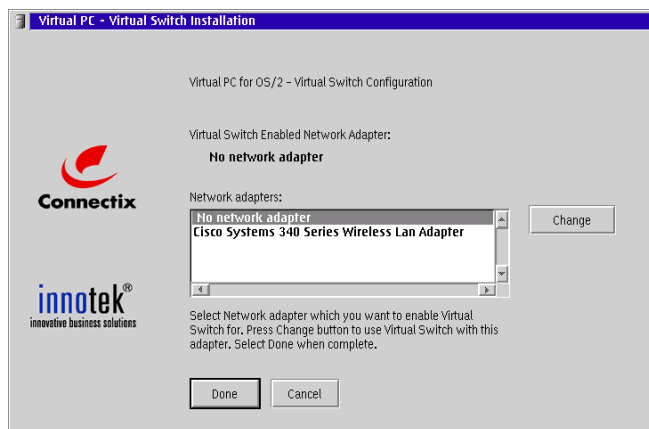 Virtual PC - Virtual Switch Installation
Virtual PC for OS/2 - Virtual Switch Configuration
Virtual Switch Enabled Network Adapter:
No network adapter
Connectix
Network adapters:
No network adapter
Cisco Systems 340 Series Wireless Lan Adapter
Change
innotek®
innovative business solutions
Select Network adapter which you want to enable Virtual
Switch for. Press Change button to use Virtual Switch with this
adapter. Select Done when complete.
Done
Cancel